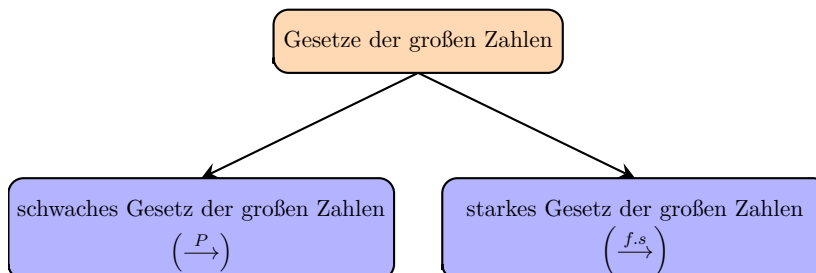 Gesetze der großen Zahlen
schwaches Gesetz der großen Zahlen
(P⟶)
starkes Gesetz der großen Zahlen
(f.s⟶)